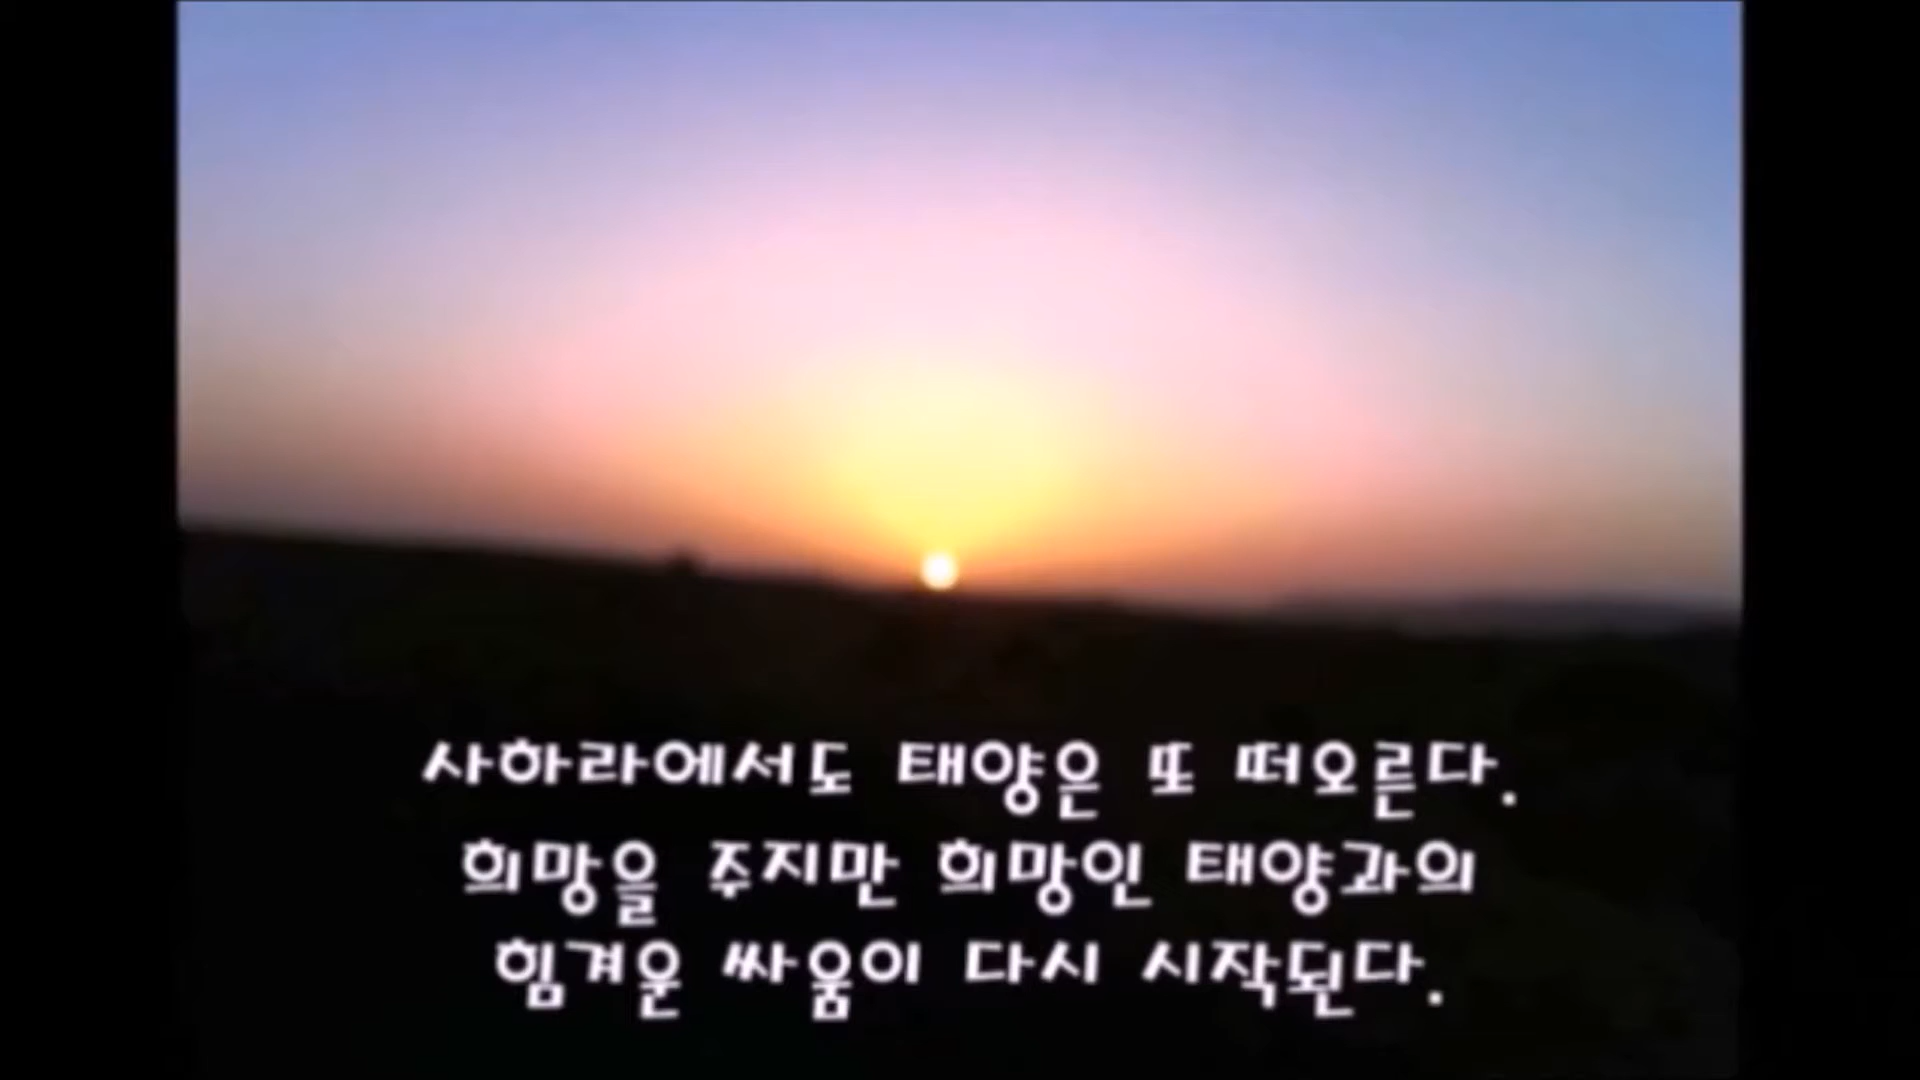 사하라에서도 태양은 또 떠오른다.
희망을 주지만 희망인 태양과의
힘겨운 싸움이 다시 시작된다.